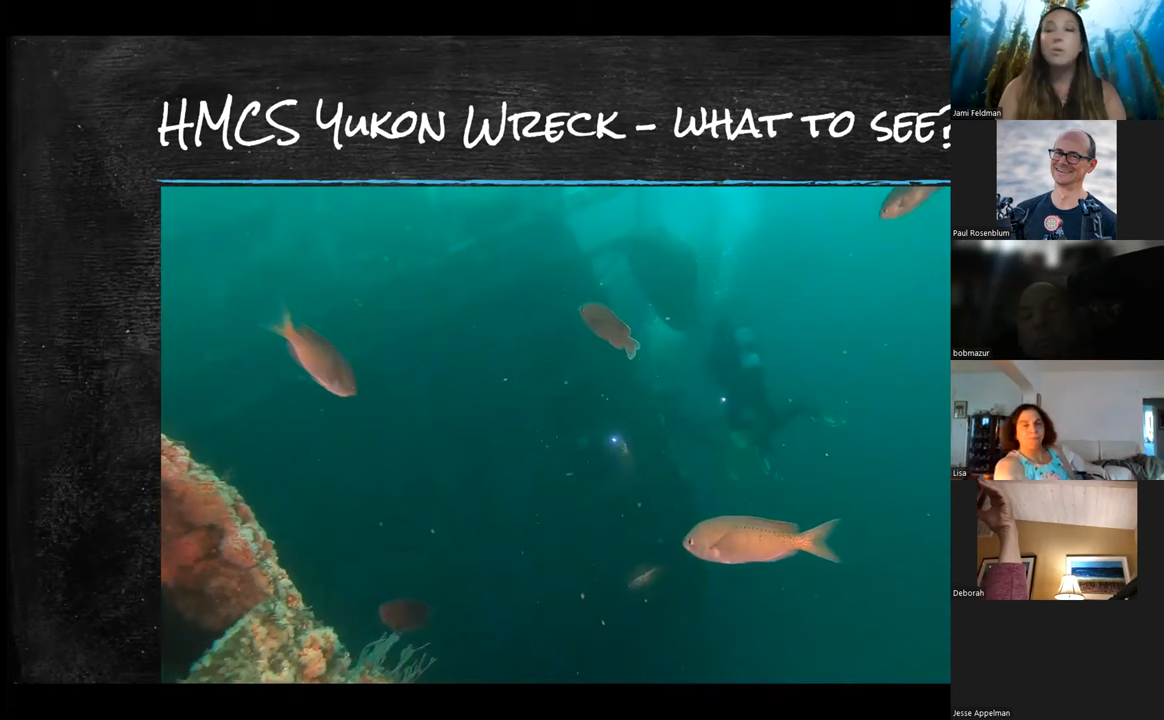 HMCS Yukon Wreck – what to see?
Jami Feldman
Paul Rosenblum
bobmazur
Lisa
Deborah
Jesse Appelman